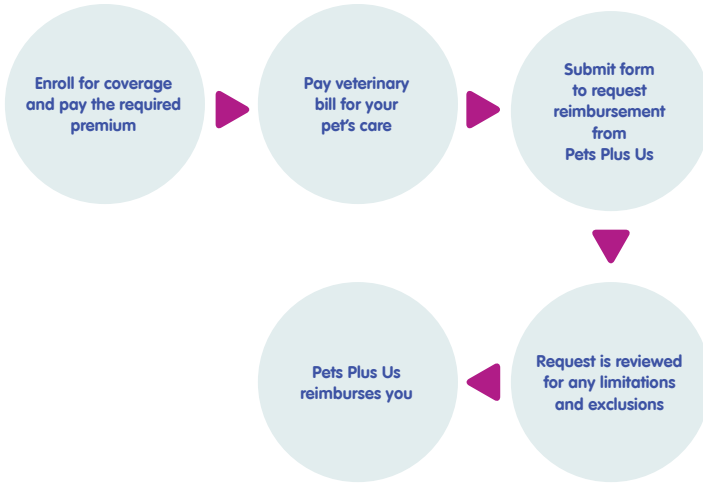 Enroll for coverage
and pay the required
premium
Pay veterinary
bill for your
pet's care
Submit form
to request
reimbursement
from
Pets Plus Us
Request is reviewed
for any limitations
and exclusions
Pets Plus Us
reimburses you